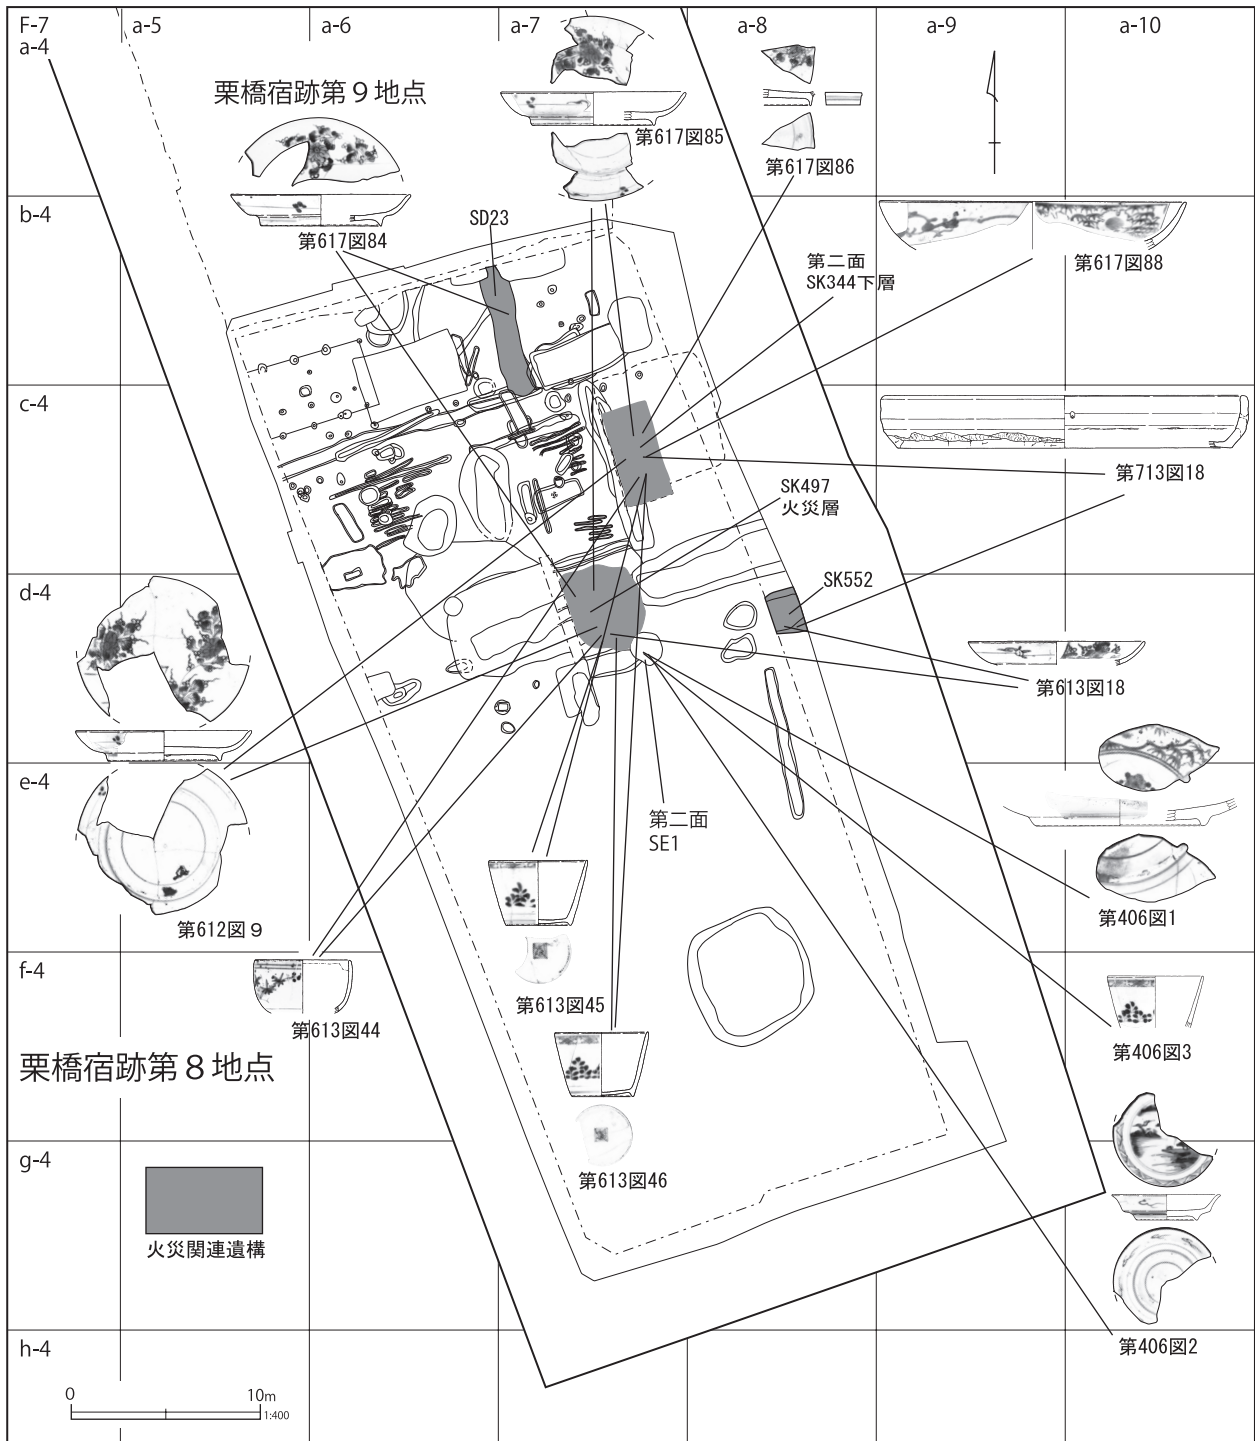 F-7
a-4
a-5
a-6
a-7
a-8
a-9
a-10
栗橋宿跡第９地点
第617図85
第617図86
b-4
第617図84
SD23
第二面
SK344下層
第617図88
c-4
第713図18
SK497
火災層
d-4
SK552
第613図18
e-4
第二面
SE1
第406図1
第612図９
f-4
第613図45
第613図44
第406図3
栗橋宿跡第８地点
g-4
第613図46
火災関連遺構
h-4
第406図2
0
10m
1:400